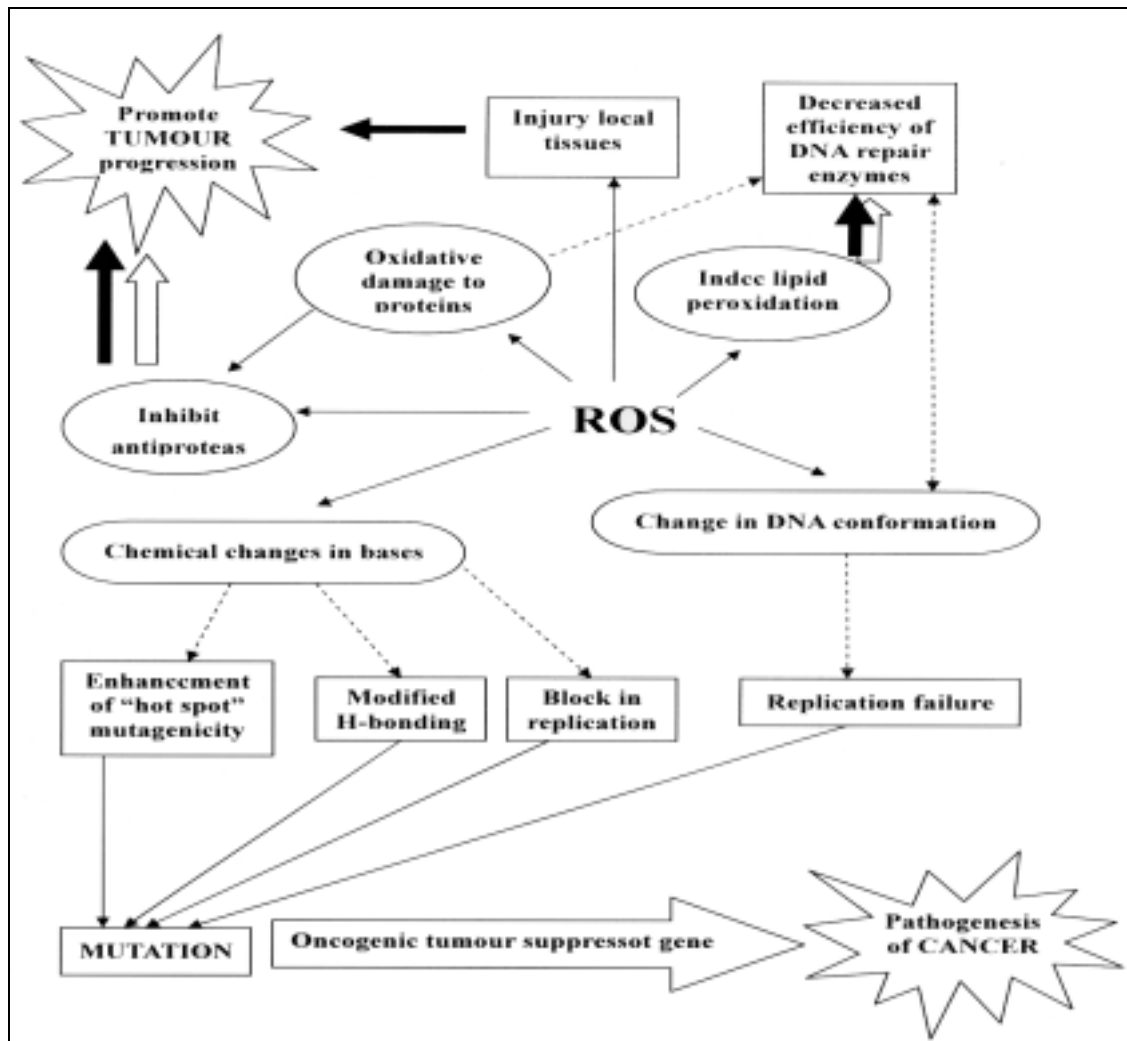 Promote
TUMOUR
progression
Injury local
tissues
Decreased
efficiency of
DNA repair
enzymes
Oxidative
damage to
proteins
Indcc lipid
peroxidation
Inhibit
antiproteas
ROS
Chemical changes in bases
Change in DNA conformation
Enhancement
of “hot spot”
mutagenicity
Modified
H-bonding
Block in
replication
Replication failure
MUTATION
Oncogenic tumour suppressot gene
Pathogenesis
of CANCER